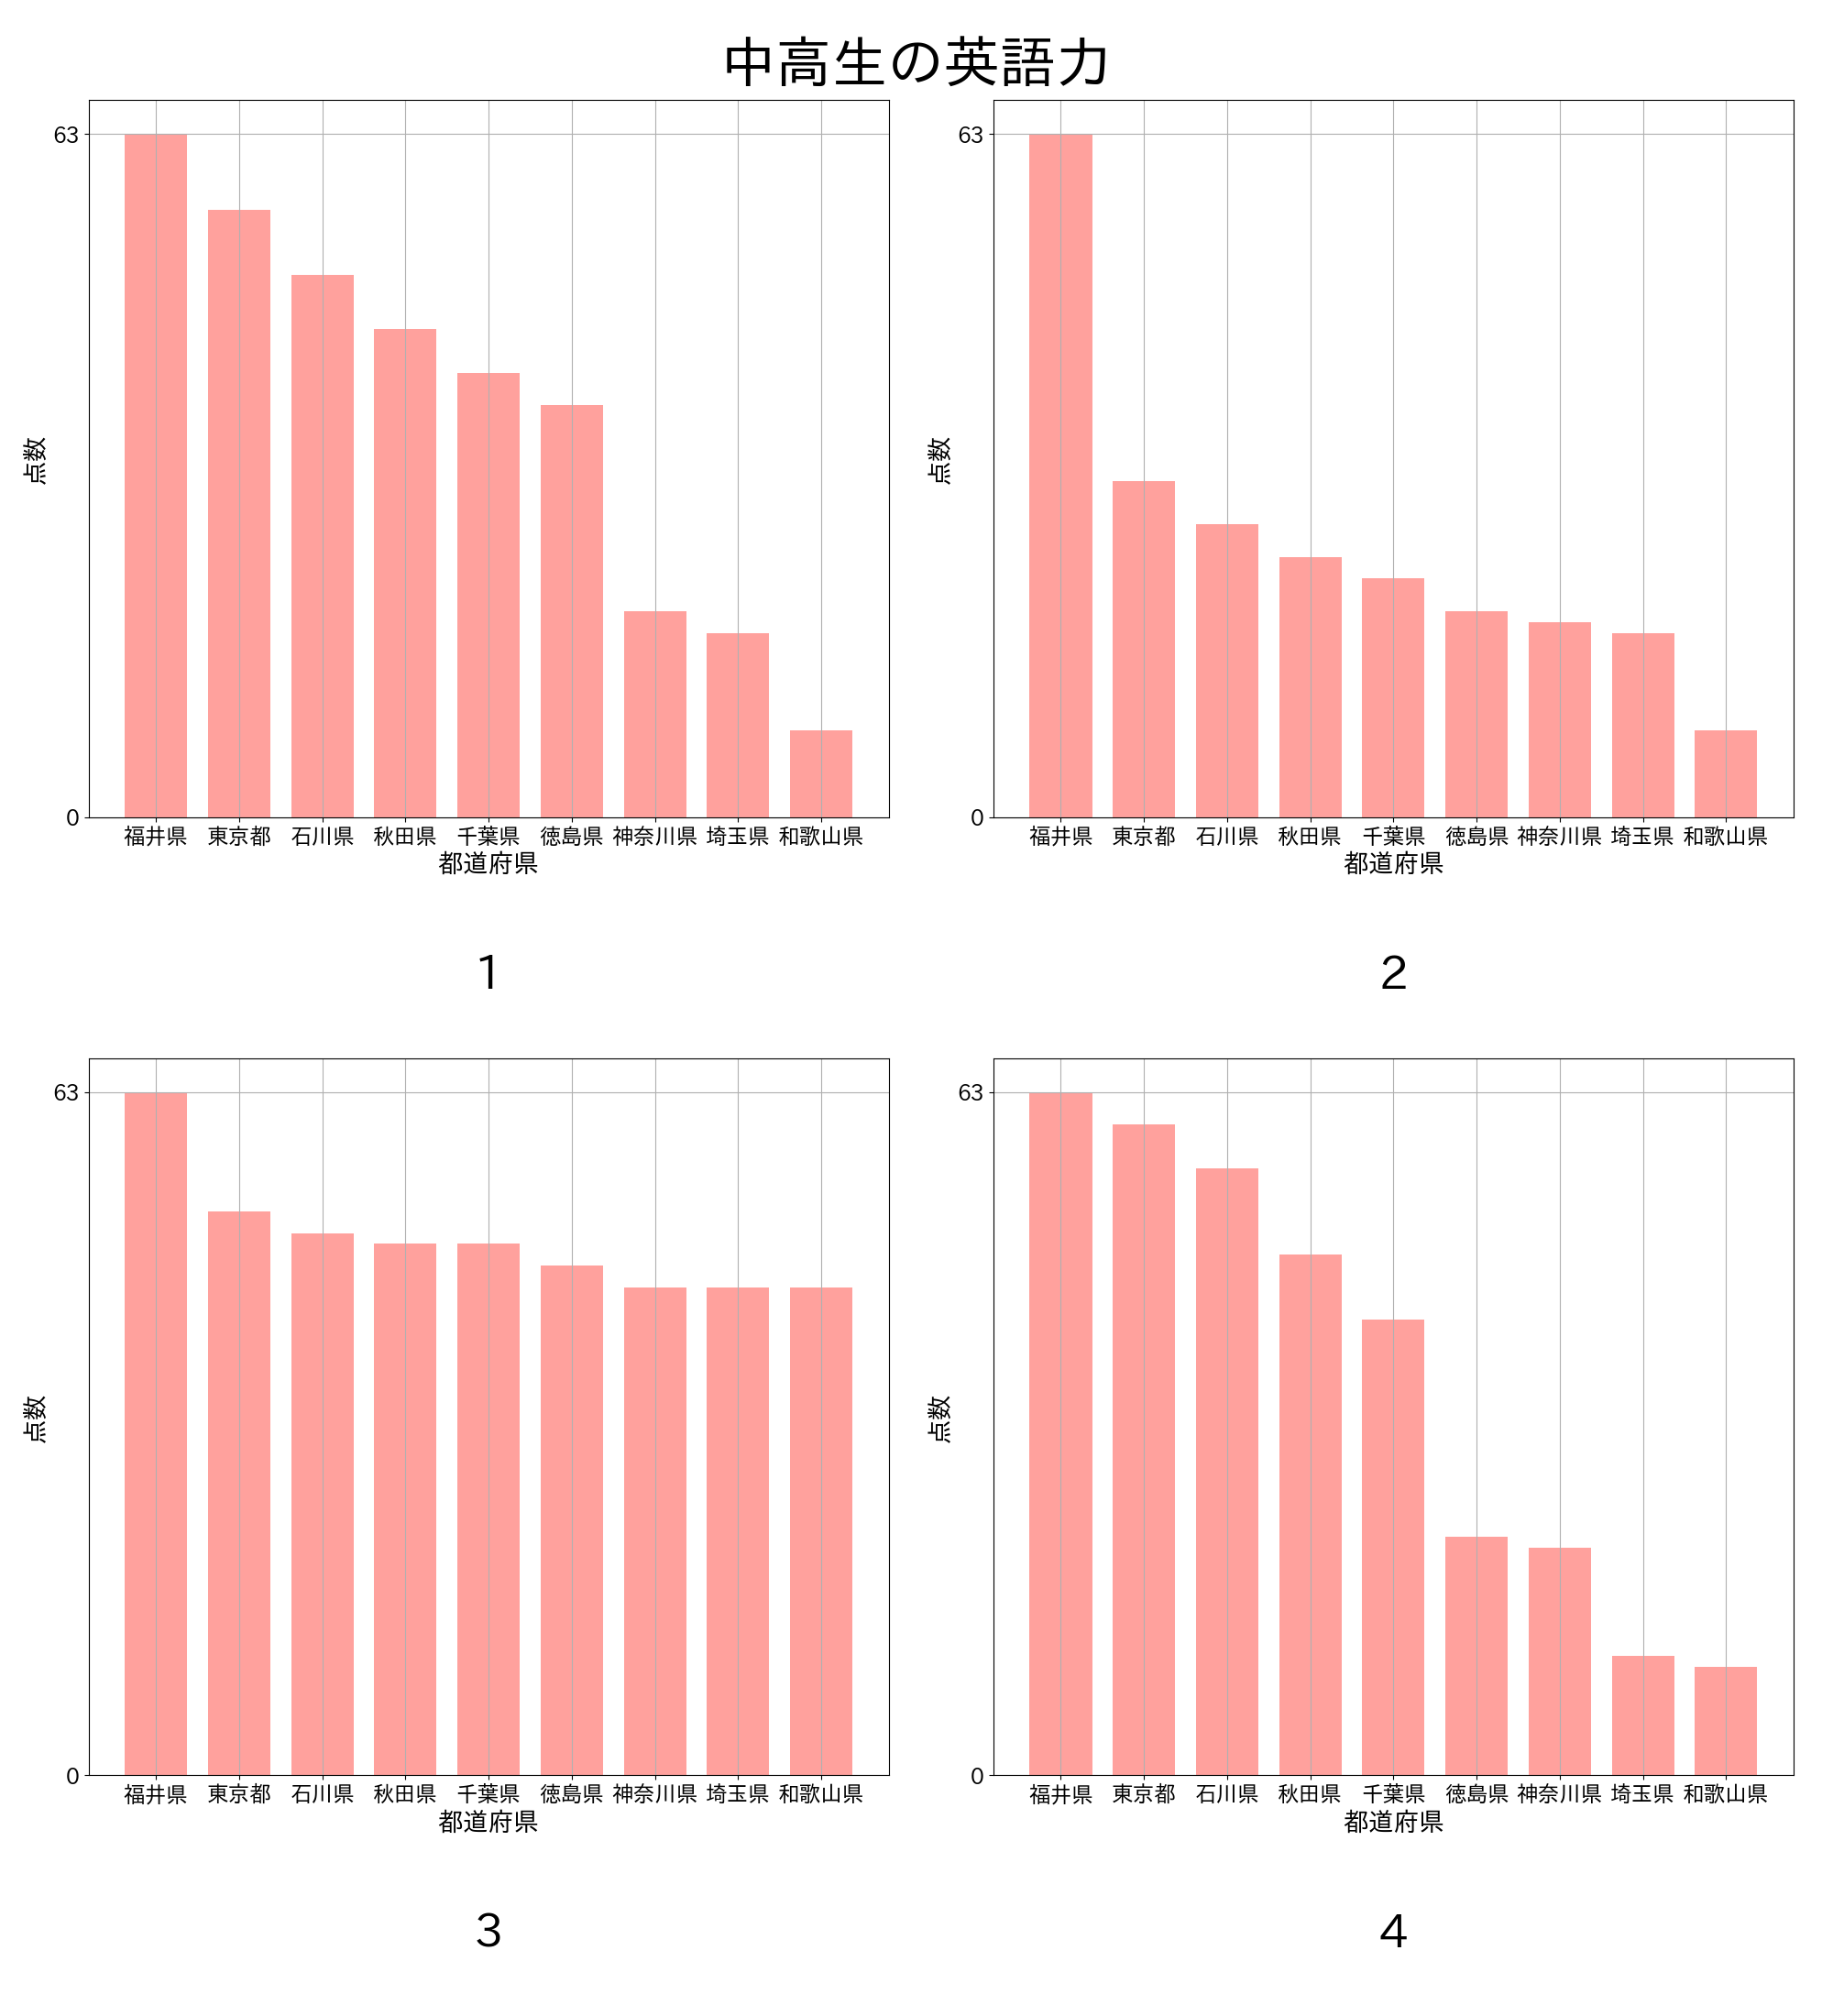 中高生の英語力
63
0
点数
福井県 東京都 石川県 秋田県 千葉県 徳島県 神奈川県 埼玉県 和歌山県
都道府県
1
63
0
点数
福井県 東京都 石川県 秋田県 千葉県 徳島県 神奈川県 埼玉県 和歌山県
都道府県
2
63
0
点数
福井県 東京都 石川県 秋田県 千葉県 徳島県 神奈川県 埼玉県 和歌山県
都道府県
3
63
0
点数
福井県 東京都 石川県 秋田県 千葉県 徳島県 神奈川県 埼玉県 和歌山県
都道府県
4